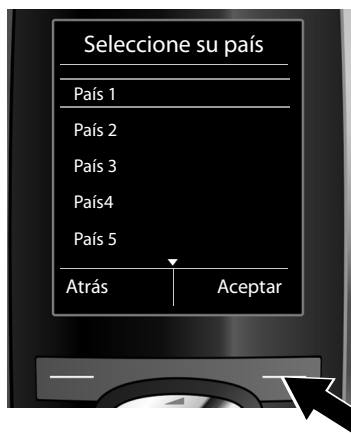 Seleccione su país
País 1
País 2
País 3
País4
País 5
Atrás Aceptar